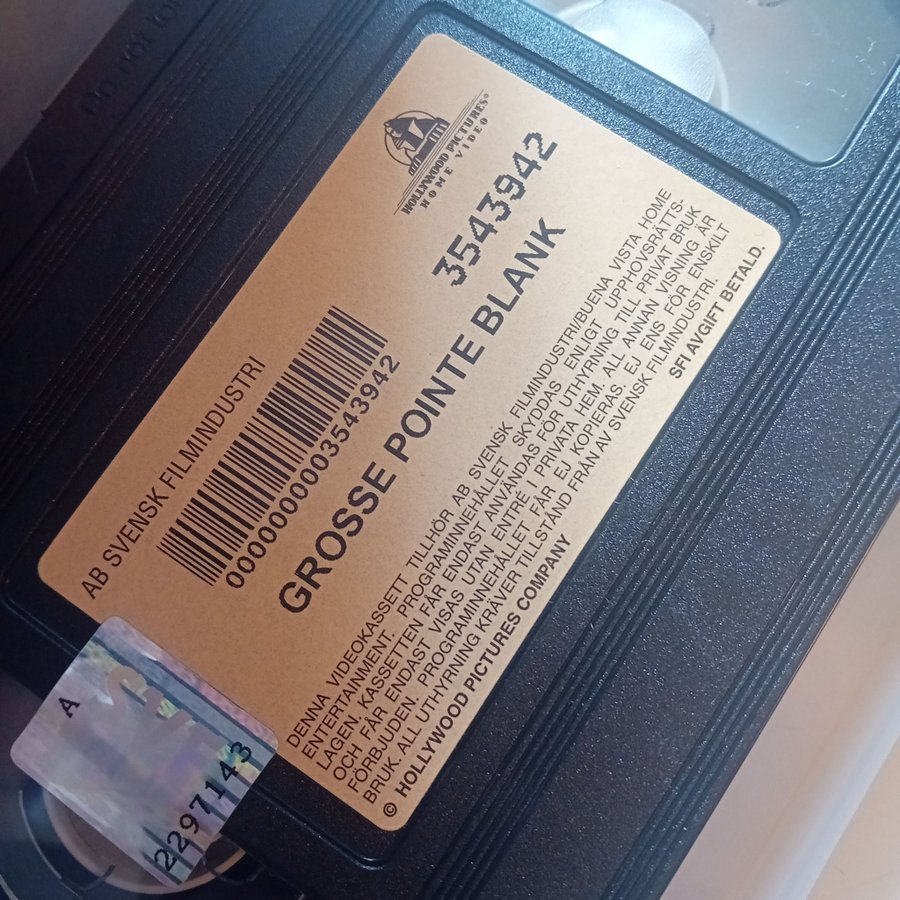 Do not to
HOLLYWOOD PICTURES®
HOME VIDEO
3543942
AB SVENSK FILMINDUSTRI
0000000003543942
GROSSE POINTE BLANK
DENNA VIDEOKASSETT TILLHÖR AB SVENSK FILMINDUSTRI/BUENA VISTA HOME
ENTERTAINMENT. PROGRAMINNEHÅLLET SKYDDAS ENLIGT UPPHOVSRÄTTS-
LAGEN. KASSETTEN FÅR ENDAST ANVÄNDAS FÖR UTHYRNING TILL PRIVAT BRUK
OCH FÅR ENDAST VISAS UTAN ENTRÉ I PRIVATA HEM. ALL ANNAN VISNING ÄR
FÖRBJUDEN. PROGRAMINNEHÅLLET FÅR EJ KOPIERAS, EJ ENS FÖR ENSKILT
BRUK. ALL UTHYRNING KRÄVER TILLSTÅND FRÅN AV SVENSK FILMINDUSTRI.
© HOLLYWOOD PICTURES COMPANY
SFI AVGIFT BETALD.
A
2297143